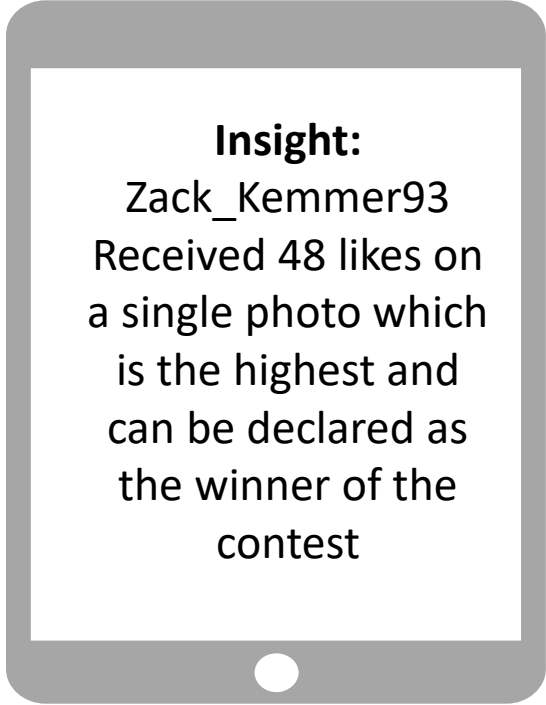 Insight:
Zack_Kemmer93
Received 48 likes on
a single photo which
is the highest and
can be declared as
the winner of the
contest